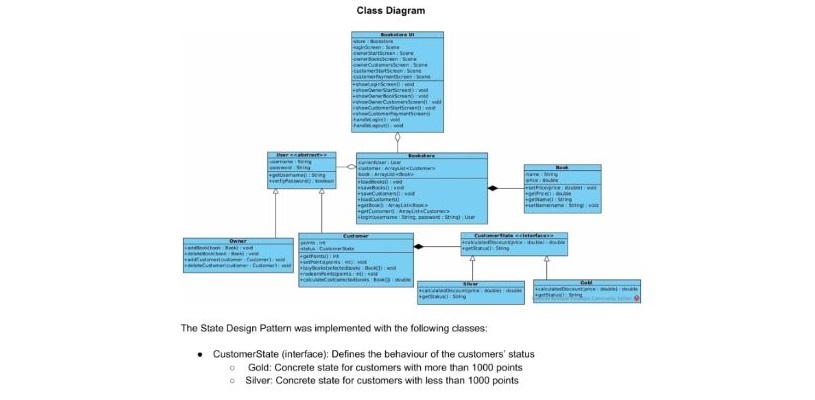 Class Diagram
Bookstore UI
store : Bookstore
-loginScreen : Scene
-ownerStartScreen : Scene
-ownerBooksScreen : Scene
-ownerCustomersScreen : Scene
-customerStartScreen : Scene
-customerPaymentScreen : Scene
+showLoginScreen() : void
+showOwnerStartScreen() : void
+showOwnerBookScreen() : void
+showOwnerCustomersScreen() : void
+showCustomerStartScreen() : void
+showCustomerPaymentScreen()
-handleLogin() : void
-handleLogout() : void
User <<abstract>>
-username : String
-password : String
+getUsername() : String
+verifyPassword() : boolean
Bookstore
-currentUser : User
-customer : ArrayList<Customer>
-book : ArrayList<Book>
+loadBooks() : void
+saveBooks() : void
+saveCustomers() : void
+loadCustomers()
+getBook() : ArrayList<Book>
+getCustomer() : ArrayList<Customer>
+login(username : String, password : String) : User
Book
-name : String
-price : double
+setPrice(price : double) : void
+getPrice() : double
+getName() : String
+setName(name : String) : void
Owner
+addBook(book : Book) : void
+deleteBook(book : Book) : void
+addCustomer(customer : Customer) : void
+deleteCustomer(customer : Customer) : void
Customer
-points : int
-status : CustomerState
+getPoints() : int
+setPoints(points : int) : void
+buyBooks(selectedBooks : Book[]) : void
+redeemPoints(points : int) : void
+calculateCost(selectedBooks : Book[]) : double
CustomerState <<interface>>
+calculateDiscount(price : double) : double
+getStatus() : String
Silver
+calculateDiscount(price : double) : double
+getStatus() : String
Gold
+calculateDiscount(price : double) : double
+getStatus() : String
The State Design Pattern was implemented with the following classes:
• CustomerState (interface): Defines the behaviour of the customers' status
○ Gold: Concrete state for customers with more than 1000 points
○ Silver: Concrete state for customers with less than 1000 points